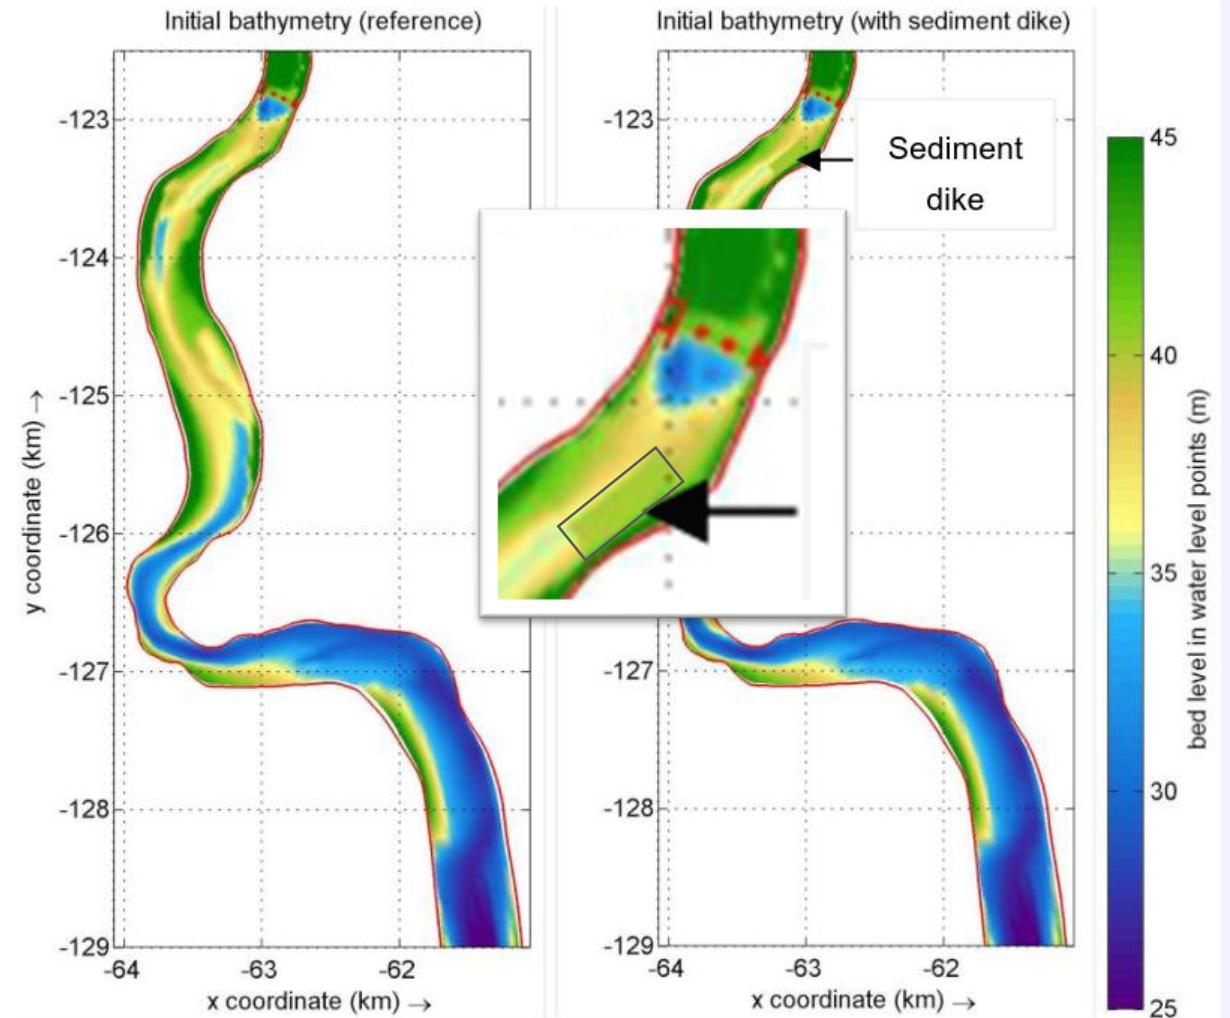 Initial bathymetry (reference)
Initial bathymetry (with sediment dike)
-123
-124
-125
-126
-127
-128
-129
-64
-63
-62
x coordinate (km) →
y coordinate (km) →
-123
Sediment
dike
-127
-128
-129
-64
-63
-62
x coordinate (km) →
45
40
35
30
25
bed level in water level points (m)